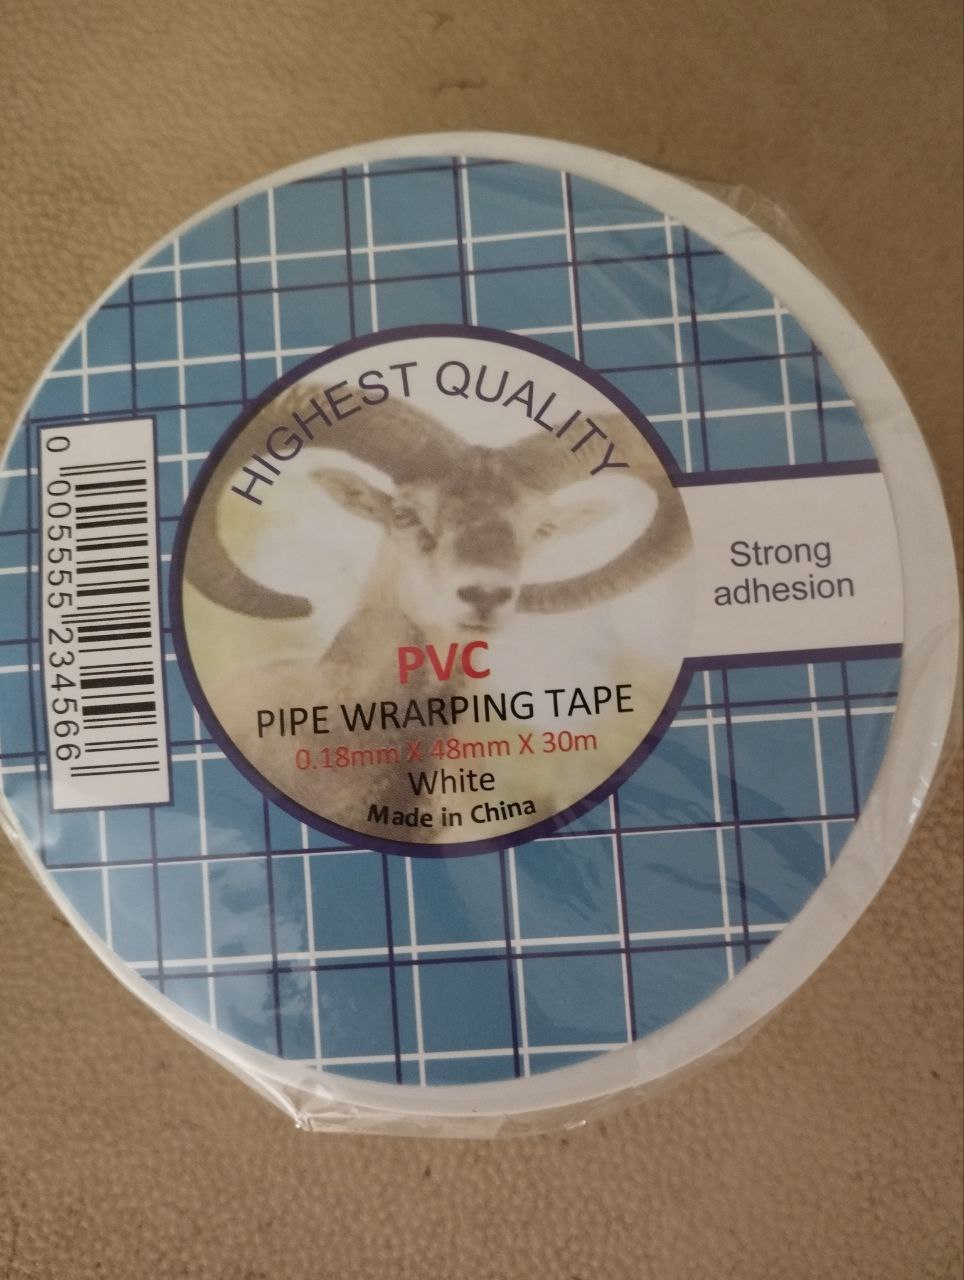 HIGHEST QUALITY
Strong
adhesion
PVC
PIPE WRARPING TAPE
0.18mm X 48mm X 30m
White
Made in China
0 005555 234566